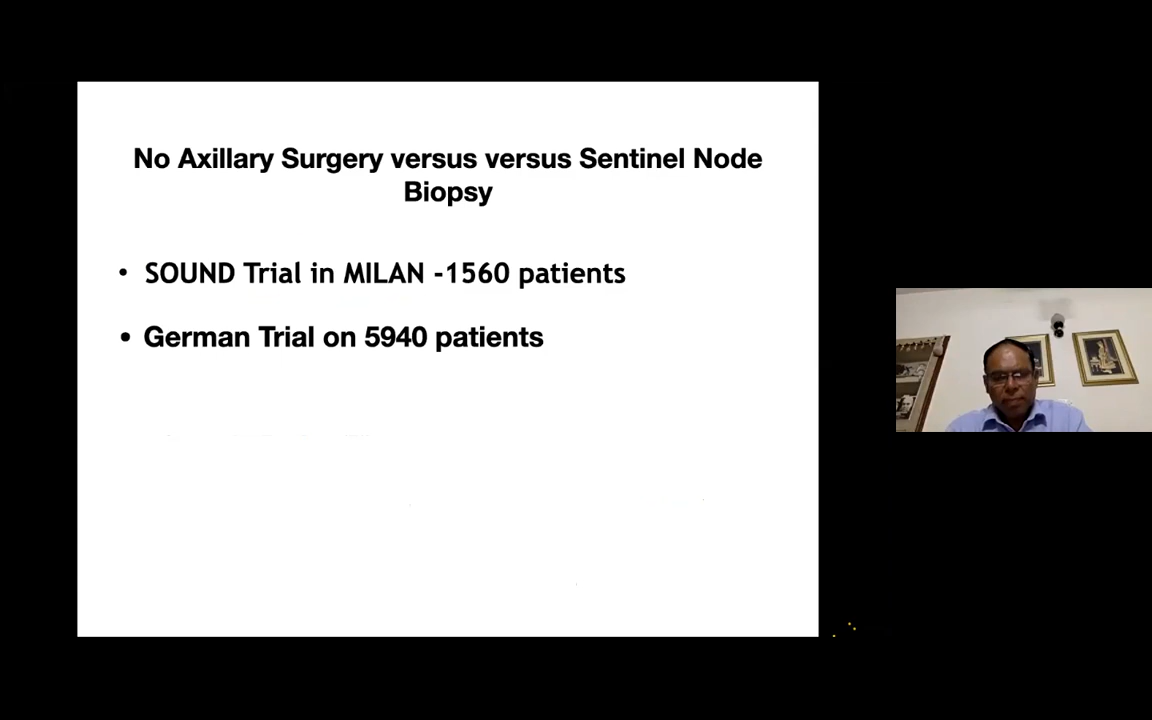 No Axillary Surgery versus versus Sentinel Node
Biopsy
• SOUND Trial in MILAN -1560 patients
• German Trial on 5940 patients